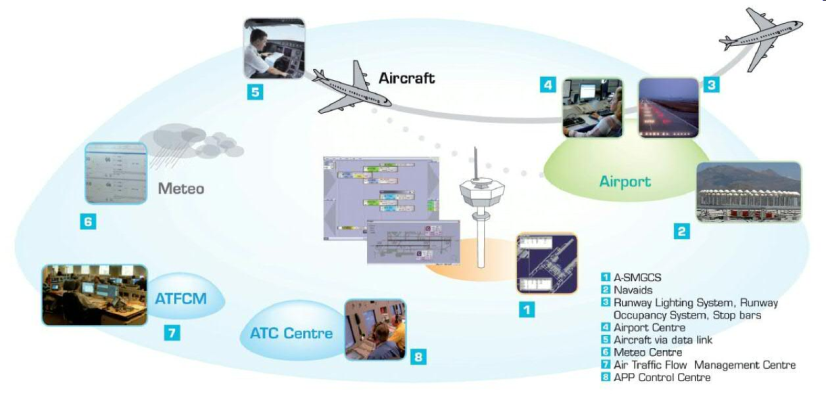 Aircraft
5
4
3
Meteo
6
Airport
2
ATFCM
7
ATC Centre
8
1
1 A-SMGCS
2 Navaids
3 Runway Lighting System, Runway
Occupancy System, Stop bars
4 Airport Centre
5 Aircraft via data link
6 Meteo Centre
7 Air Traffic Flow Management Centre
8 APP Control Centre